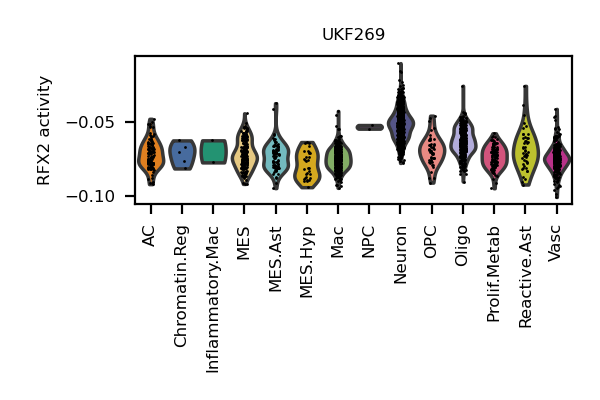 UKF269
RFX2 activity
−0.05
−0.10
AC
Chromatin.Reg
Inflammatory.Mac
MES
MES.Ast
MES.Hyp
Mac
NPC
Neuron
OPC
Oligo
Prolif.Metab
Reactive.Ast
Vasc